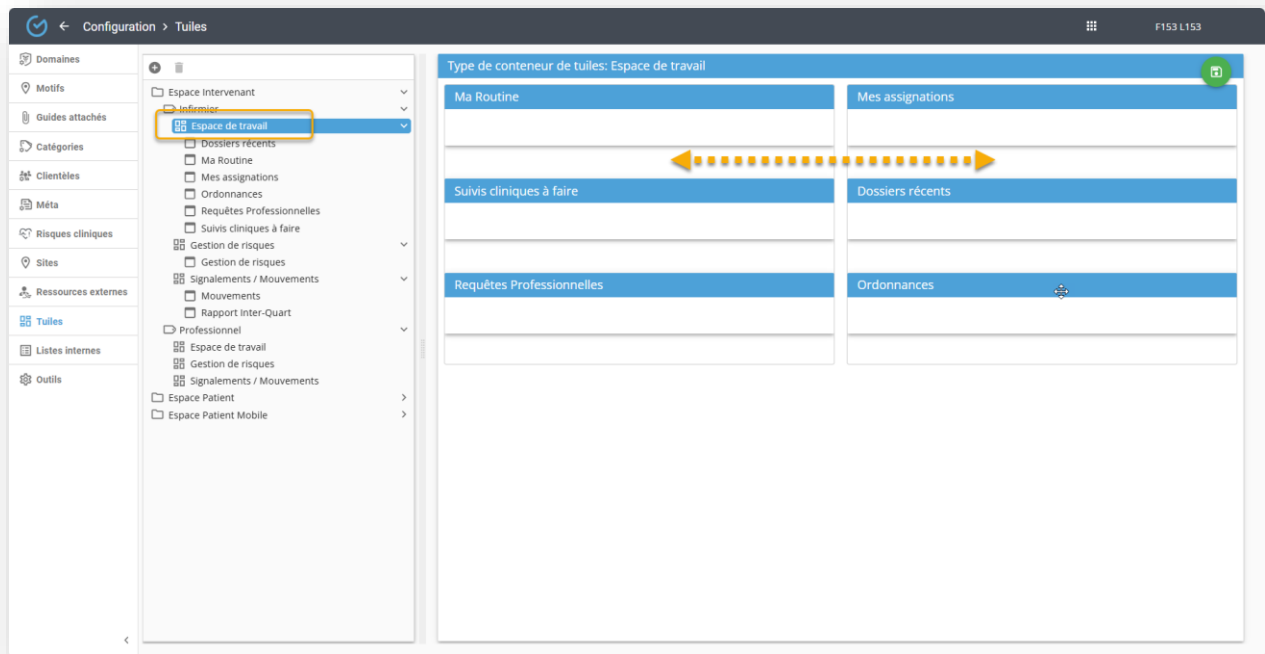 Configuration > Tuiles
F153 L153
Domaines
Motifs
Guides attachés
Catégories
Clientèles
Méta
Risques cliniques
Sites
Ressources externes
Tuiles
Listes internes
Outils
Espace Intervenant
Infirmier
Espace de travail
Dossiers récents
Ma Routine
Mes assignations
Ordonnances
Requêtes Professionnelles
Suivis cliniques à faire
Gestion de risques
Gestion de risques
Signalements / Mouvements
Mouvements
Rapport Inter-Quart
Professionnel
Espace de travail
Gestion de risques
Signalements / Mouvements
Espace Patient
Espace Patient Mobile
Type de conteneur de tuiles: Espace de travail
Ma Routine
Mes assignations
Suivis cliniques à faire
Dossiers récents
Requêtes Professionnelles
Ordonnances